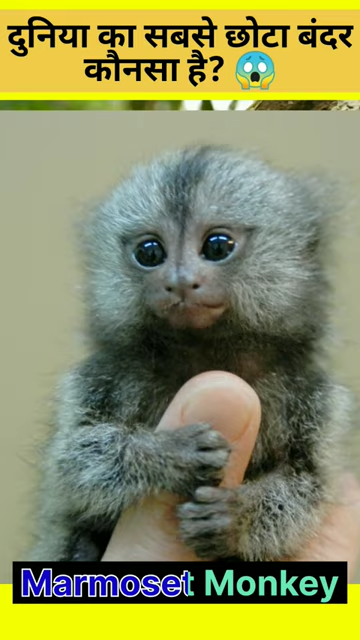 दुनिया का सबसे छोटा बंदर
कौनसा है? 😱
Marmoset Monkey